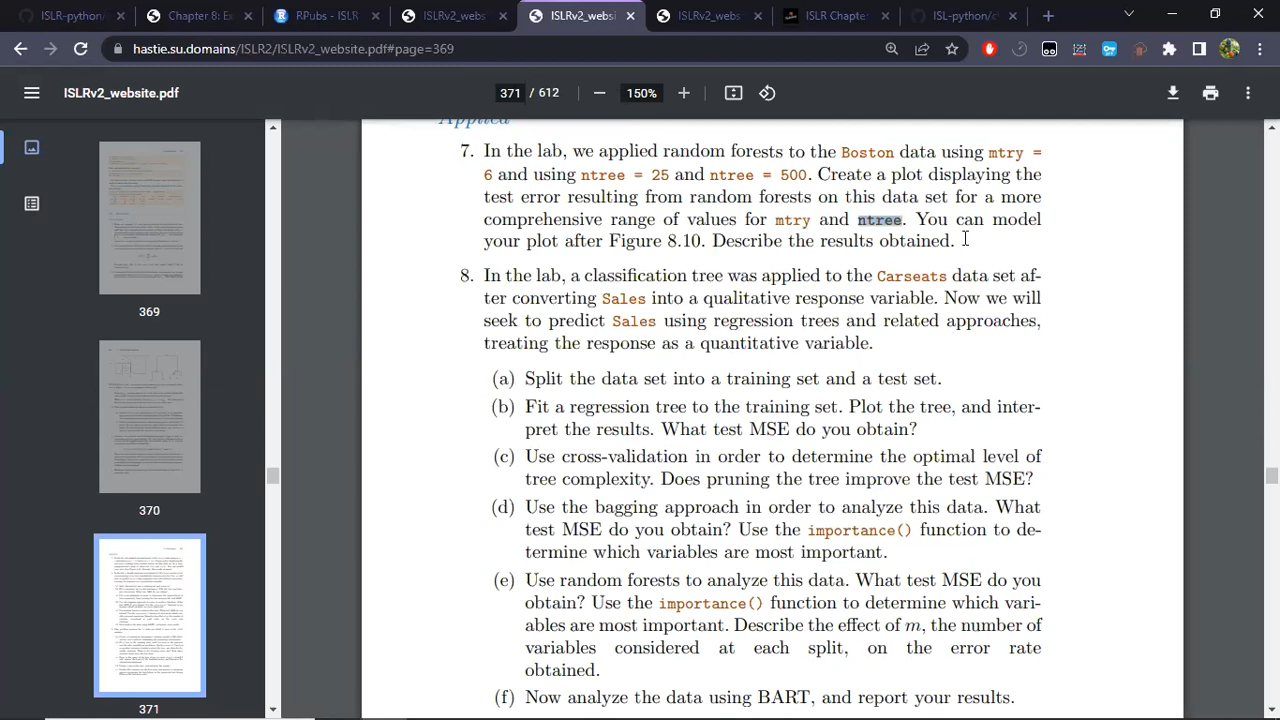 ISLR-python/
Chapter 8: Ex
RPubs - ISLR
ISLRv2_webs
ISLRv2_websi
ISLRv2_webs
ISLR Chapter
ISL-python/c
hastie.su.domains/ISLR2/ISLRv2_website.pdf#page=369
ISLRv2_website.pdf
371 / 612
150%
369
370
371
Applied
7. In the lab, we applied random forests to the Boston data using mtry =
6 and using ntree = 25 and ntree = 500. Create a plot displaying the
test error resulting from random forests on this data set for a more
comprehensive range of values for mtry and ntree. You can model
your plot after Figure 8.10. Describe the results obtained.
8. In the lab, a classification tree was applied to the Carseats data set af-
ter converting Sales into a qualitative response variable. Now we will
seek to predict Sales using regression trees and related approaches,
treating the response as a quantitative variable.
(a) Split the data set into a training set and a test set.
(b) Fit a regression tree to the training set. Plot the tree, and inter-
pret the results. What test MSE do you obtain?
(c) Use cross-validation in order to determine the optimal level of
tree complexity. Does pruning the tree improve the test MSE?
(d) Use the bagging approach in order to analyze this data. What
test MSE do you obtain? Use the importance() function to de-
termine which variables are most important.
(e) Use random forests to analyze this data. What test MSE do you
obtain? Use the importance() function to determine which vari-
ables are most important. Describe the effect of m, the number of
variables considered at each split, on the error rate
obtained.
(f) Now analyze the data using BART, and report your results.